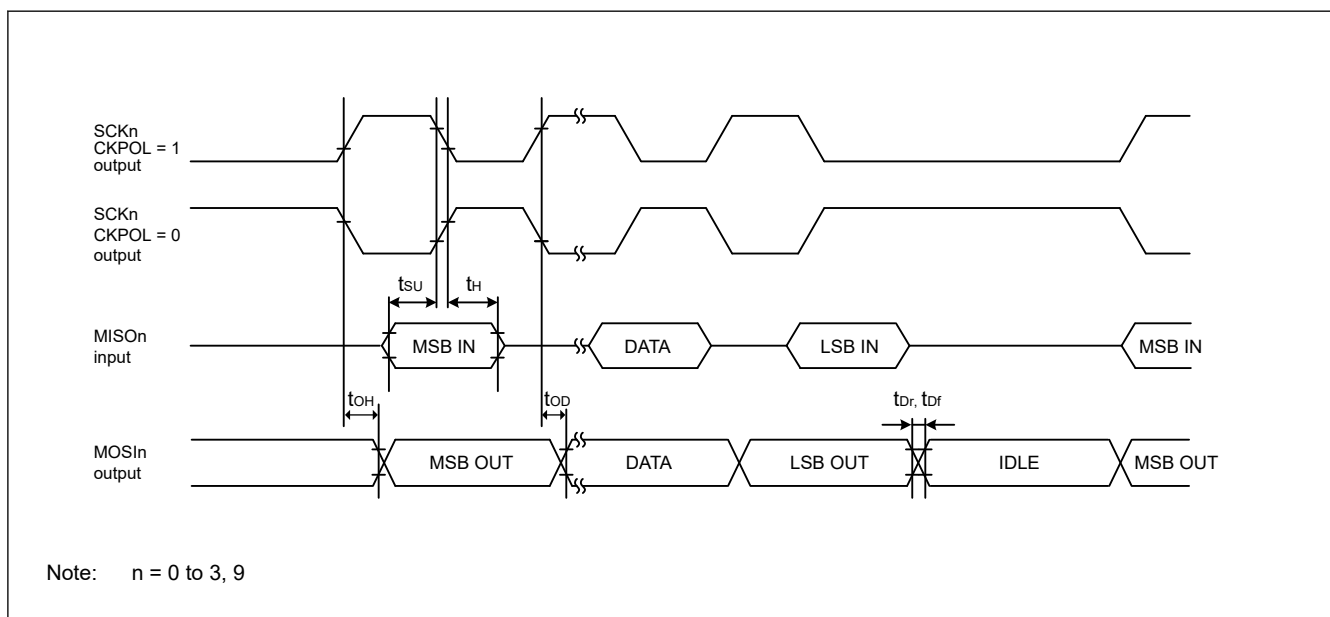 SCKn
CKPOL = 1
output
SCKn
CKPOL = 0
output
tSU
tH
MISOn
input
MSB IN
DATA
LSB IN
MSB IN
tOH
tOD
tDr, tDf
MOSIn
output
MSB OUT
DATA
LSB OUT
IDLE
MSB OUT
Note: n = 0 to 3, 9